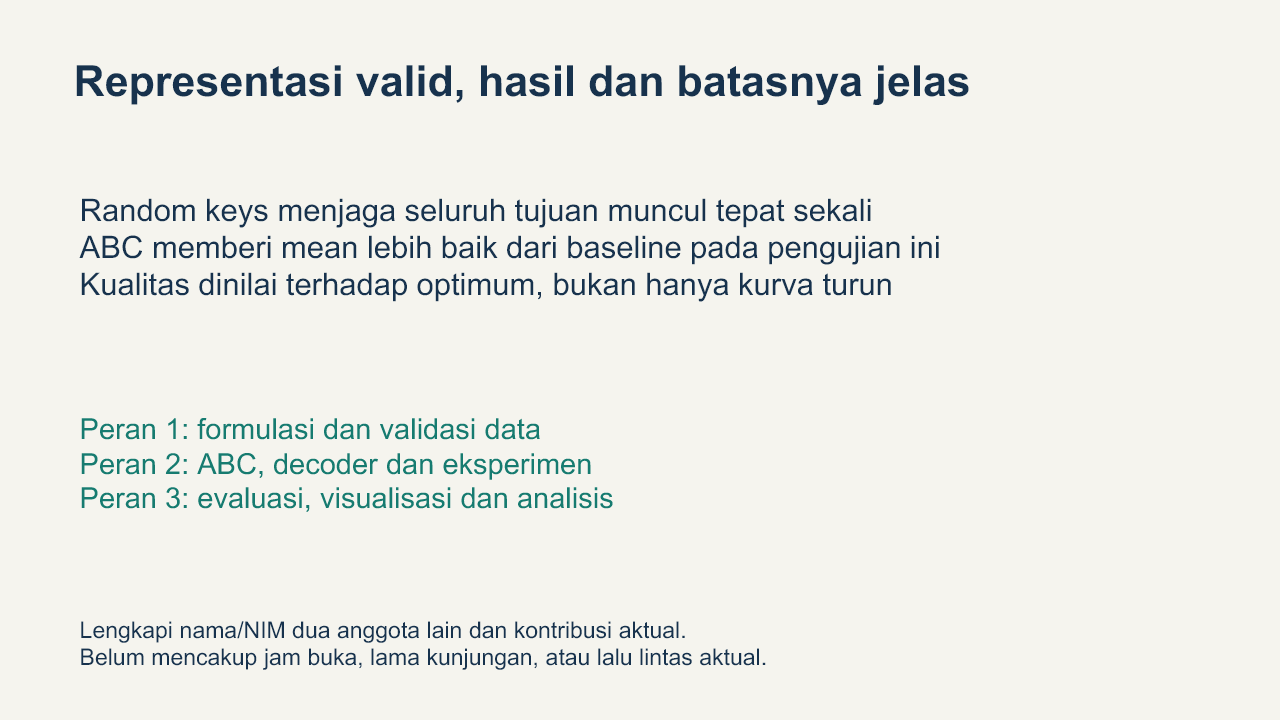 Representasi valid, hasil dan batasnya jelas
Random keys menjaga seluruh tujuan muncul tepat sekali
ABC memberi mean lebih baik dari baseline pada pengujian ini
Kualitas dinilai terhadap optimum, bukan hanya kurva turun
Peran 1: formulasi dan validasi data
Peran 2: ABC, decoder dan eksperimen
Peran 3: evaluasi, visualisasi dan analisis
Lengkapi nama/NIM dua anggota lain dan kontribusi aktual.
Belum mencakup jam buka, lama kunjungan, atau lalu lintas aktual.